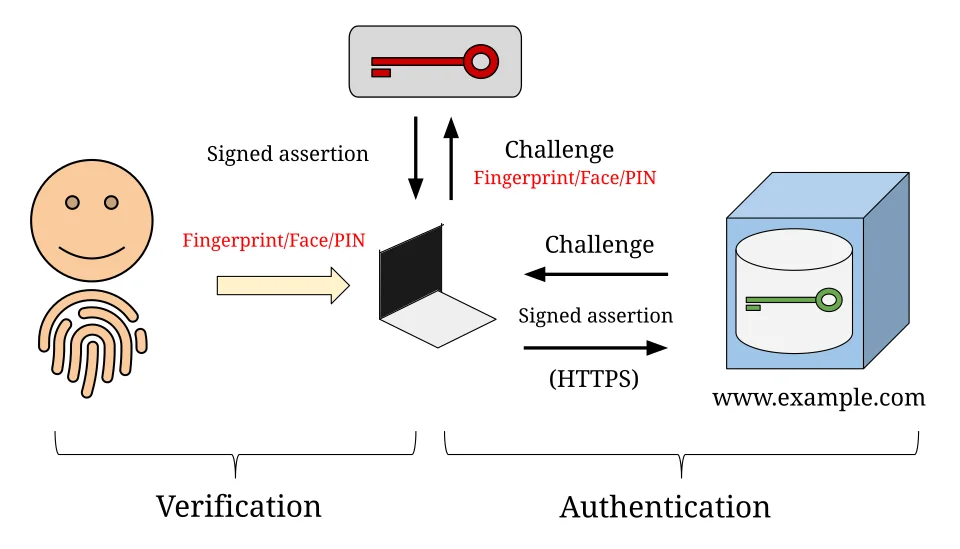 Signed assertion
Challenge
Fingerprint/Face/PIN
Fingerprint/Face/PIN
Challenge
Signed assertion
(HTTPS)
www.example.com
Verification
Authentication